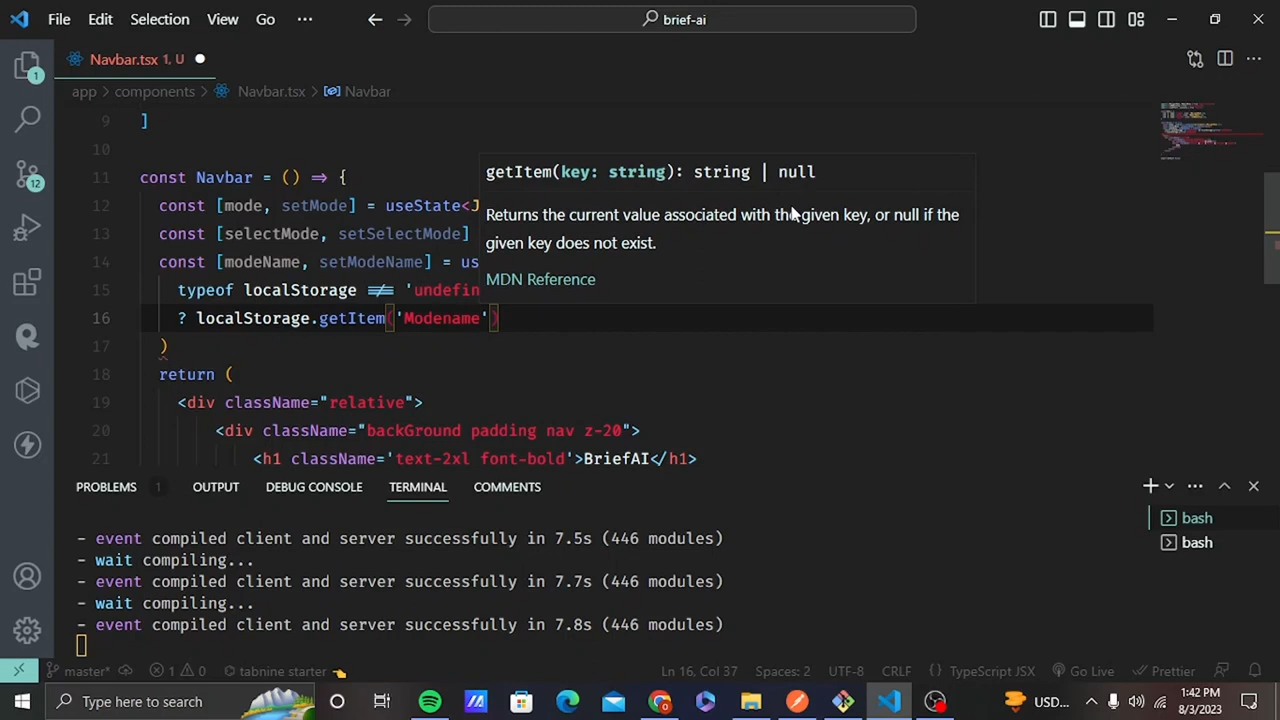 File Edit Selection View Go ··· brief-ai
1
Navbar.tsx 1, U
app > components > Navbar.tsx > Navbar
9 ]
10
11 const Navbar = () => {
12 const [mode, setMode] = useState<J
13 const [selectMode, setSelectMode]
14 const [modeName, setModeName] = us
15 typeof localStorage !== 'undefin
16 ? localStorage.getItem('Modename')
17 )
18 return (
19 <div className="relative">
20 <div className="backGround padding nav z-20">
21 <h1 className='text-2xl font-bold'>BriefAI</h1>
getItem(key: string): string | null
Returns the current value associated with the given key, or null if the
given key does not exist.
MDN Reference
12
PROBLEMS 1 OUTPUT DEBUG CONSOLE TERMINAL COMMENTS
bash
bash
- event compiled client and server successfully in 7.5s (446 modules)
- wait compiling...
- event compiled client and server successfully in 7.7s (446 modules)
- wait compiling...
- event compiled client and server successfully in 7.8s (446 modules)
master* 1 0 tabnine starter Ln 16, Col 37 Spaces: 2 UTF-8 CRLF {} TypeScript JSX Go Live Prettier
Type here to search USD... 1:42 PM
8/3/2023